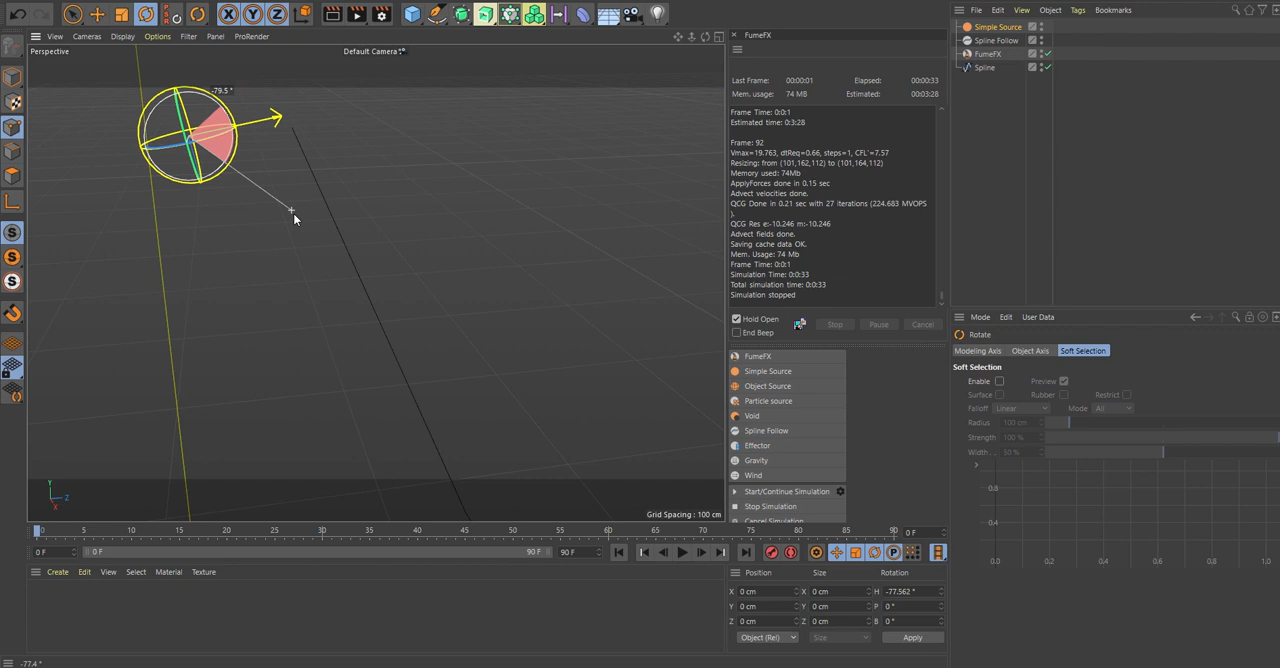 File Edit View Object Tags Bookmarks
Simple Source
Spline Follow
FumeFX
Spline
View Cameras Display Options Filter Panel ProRender
Perspective
Default Camera
-79.5 °
FumeFX
Last Frame: 00:00:01 Elapsed: 00:00:33
Mem. usage: 74 MB Estimated: 00:03:28
Frame Time: 0:0:1
Estimated time: 0:3:28
Frame: 92
Vmax=19.763, dtReq=0.66, steps=1, CFL'=7.57
Resizing: from (101,162,112) to (101,164,112)
Memory used: 74Mb
ApplyForces done in 0.15 sec
Advect velocities done.
QCG Done in 0.21 sec with 27 iterations (224.683 MVOPS
).
QCG Res e:-10.246 m:-10.246
Advect fields done.
Saving cache data OK.
Mem. Usage: 74 Mb
Frame Time: 0:0:1
Simulation Time: 0:0:33
Total simulation time: 0:0:33
Simulation stopped
Hold Open
End Beep
Stop Pause Cancel
FumeFX
Simple Source
Object Source
Particle source
Void
Spline Follow
Effector
Gravity
Wind
Start/Continue Simulation
Stop Simulation
Cancel Simulation
Mode Edit User Data
Rotate
Modeling Axis Object Axis Soft Selection
Soft Selection
Enable Preview
Surface Rubber Restrict
Falloff Linear Mode All
Radius 100 cm
Strength 100 %
Width . . 50 %
0.8
0.4
0.0 0.2 0.4 0.6 0.8 1.0
Y
Z
X
Grid Spacing : 100 cm
0 5 10 15 20 25 30 35 40 45 50 55 60 65 70 75 80 85 90 0 F
0 F 0 F 90 F 90 F
Create Edit View Select Material Texture
Position Size Rotation
X 0 cm X 0 cm H -77.562 °
Y 0 cm Y 0 cm P 0 °
Z 0 cm Z 0 cm B 0 °
Object (Rel) Size Apply
-77.4 °